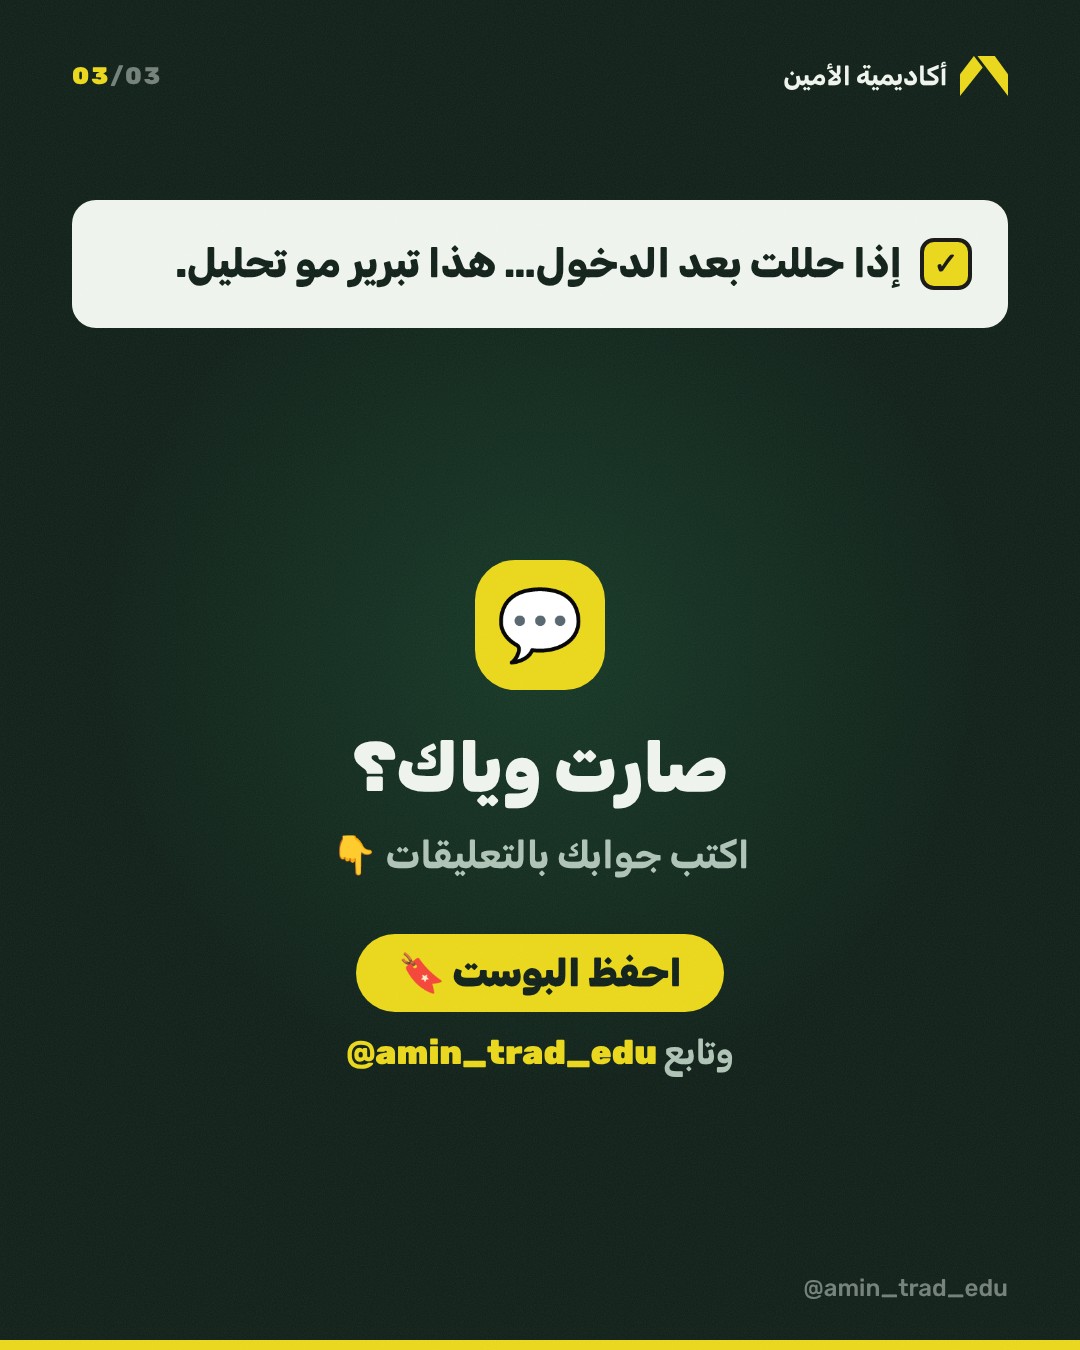 أكاديمية الأمين
03/03
إذا حللت بعد الدخول... هذا تبرير مو تحليل.
صارت وياك؟
اكتب جوابك بالتعليقات 👇
احفظ البوست 🔖
وتابع @amin_trad_edu
@amin_trad_edu